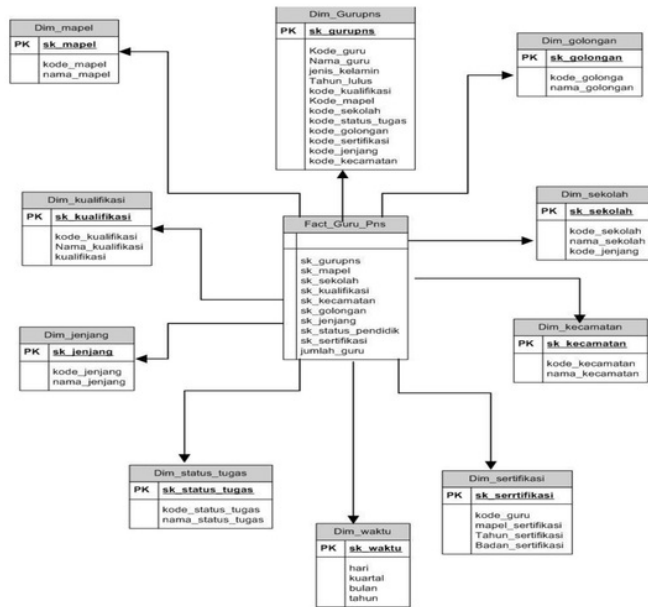 Dim_Gurupns
PK sk_gurupns
Kode_guru
Nama_guru
jenis_kelamin
Tahun_lulus
kode_kualifikasi
Kode_mapel
kode_sekolah
kode_status_tugas
kode_golongan
kode_sertifikasi
kode_jenjang
kode_kecamatan
Dim_mapel
PK sk_mapel
kode_mapel
nama_mapel
Dim_golongan
PK sk_golongan
kode_golonga
nama_golongan
Dim_kualifikasi
PK sk_kualifikasi
kode_kualifikasi
Nama_kualifikasi
kualifikasi
Fact_Guru_Pns
sk_gurupns
sk_mapel
sk_sekolah
sk_kualifikasi
sk_kecamatan
sk_golongan
sk_jenjang
sk_status_pendidik
sk_sertifikasi
jumlah_guru
Dim_sekolah
PK sk_sekolah
kode_sekolah
nama_sekolah
kode_jenjang
Dim_jenjang
PK sk_jenjang
kode_jenjang
nama_jenjang
Dim_kecamatan
PK sk_kecamatan
kode_kecamatan
nama_kecamatan
Dim_status_tugas
PK sk_status_tugas
kode_status_tugas
nama_status_tugas
Dim_waktu
PK sk_waktu
hari
kuartal
bulan
tahun
Dim_sertifikasi
PK sk_serrtifikasi
kode_guru
mapel_sertifikasi
Tahun_sertifikasi
Badan_sertifikasi